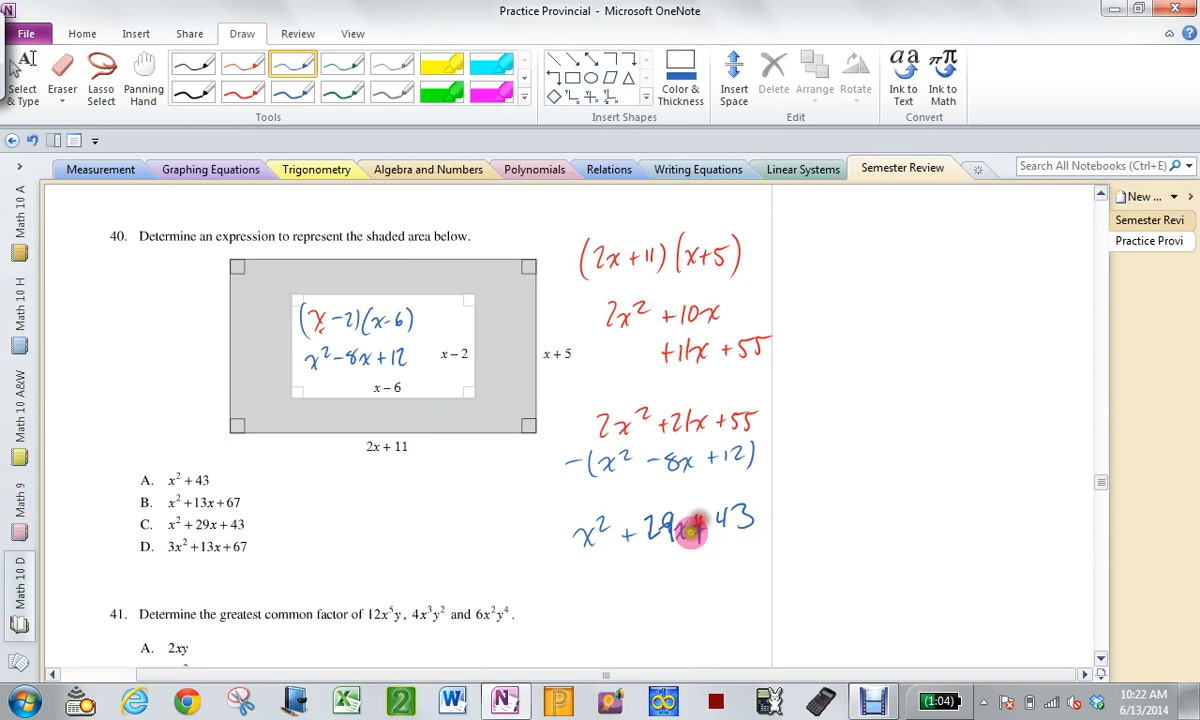 Practice Provincial - Microsoft OneNote
File Home Insert Share Draw Review View
Select & Type
Eraser
Lasso Select
Panning Hand
Color & Thickness
Insert Space
Delete
Arrange
Rotate
Ink to Text
Ink to Math
Tools
Insert Shapes
Edit
Convert
Measurement Graphing Equations Trigonometry Algebra and Numbers Polynomials Relations Writing Equations Linear Systems Semester Review
Search All Notebooks (Ctrl+E)
New ...
Semester Revi
Practice Provi
Math 10 A
Math 10 H
Math 10 A&W
Math 9
Math 10 D
40. Determine an expression to represent the shaded area below.
(x-2)(x-6)
x²-8x+12
x − 2
x − 6
x + 5
2x + 11
(2x+11)(x+5)
2x² +10x
+11x +55
2x² +21x +55
-(x² -8x +12)
x² + 29x + 43
A. x² + 43
B. x² + 13x + 67
C. x² + 29x + 43
D. 3x² + 13x + 67
41. Determine the greatest common factor of 12x⁵y, 4x³y² and 6x²y⁴.
A. 2xy
(1:04)
10:22 AM
6/13/2014